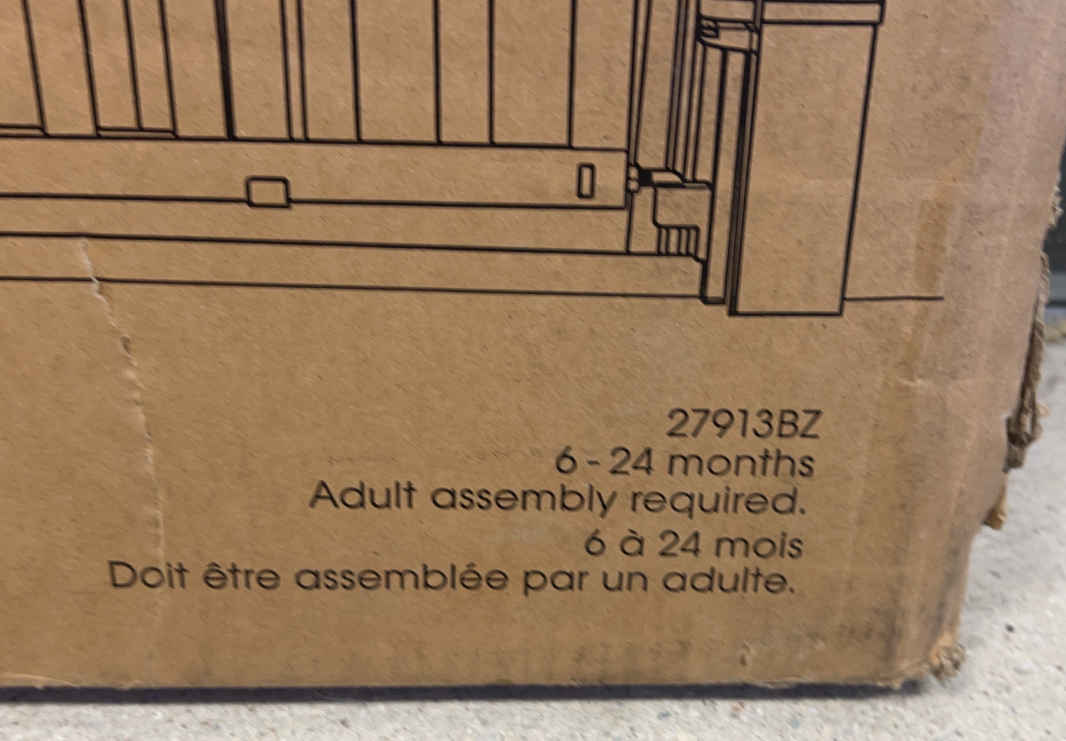 27913BZ
6 - 24 months
Adult assembly required.
6 à 24 mois
Doit être assemblée par un adulte.